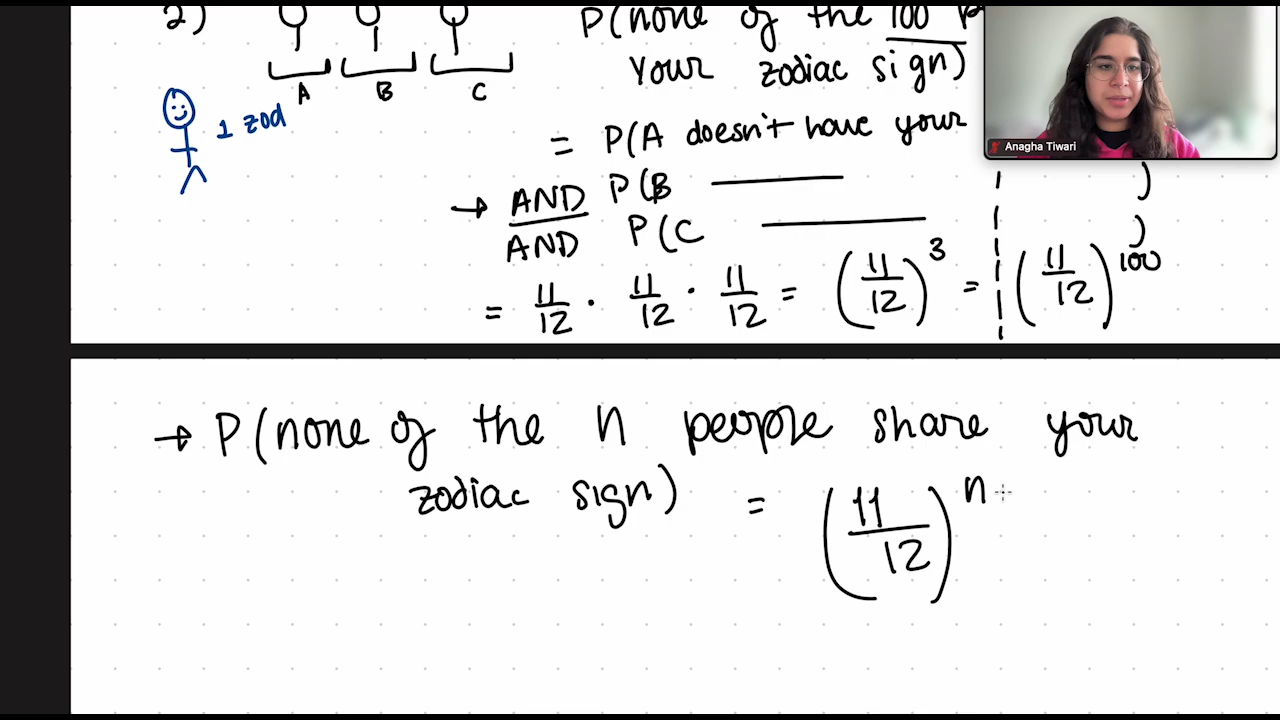 2)
P(none of the 100 P
your zodiac sign)
A B C
1 zod
= P(A doesn't have your
Anagha Tiwari
→ AND P(B )
AND P(C )
= 11/12 · 11/12 · 11/12 = (11/12)^3 = (11/12)^100
→ P(none of the n people share your
zodiac sign) = (11/12)^n